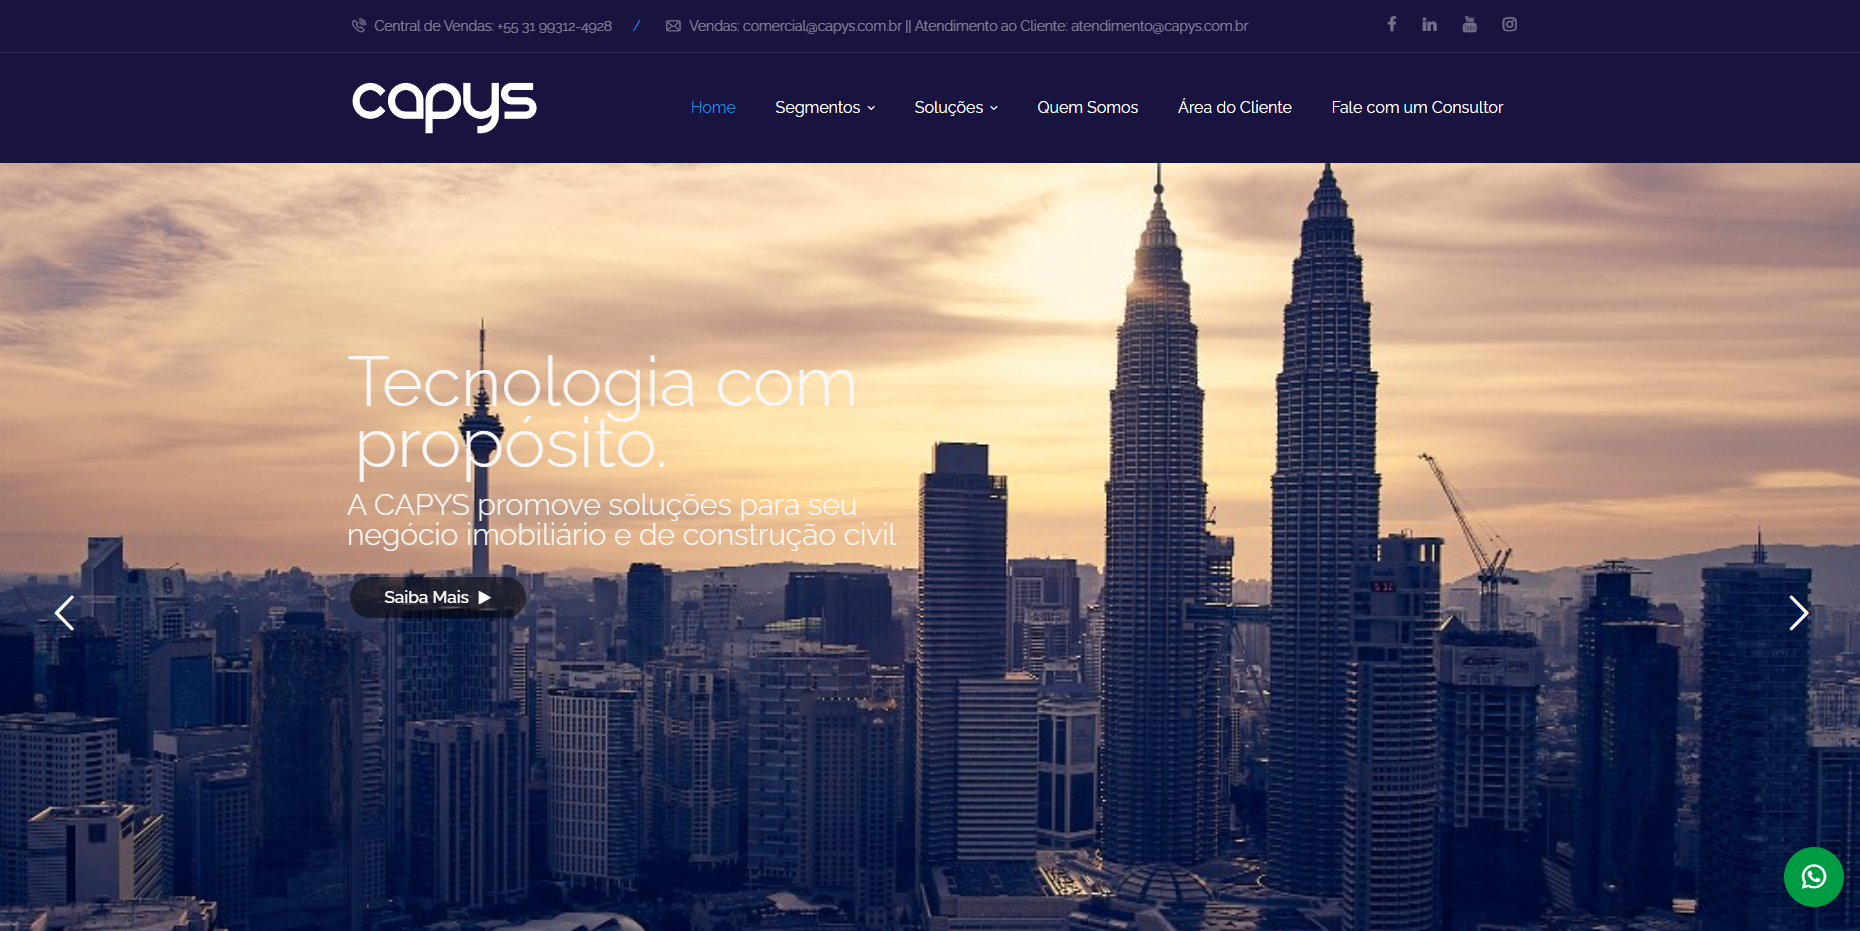 Central de Vendas: +55 31 99312-4928 / Vendas: comercial@capys.com.br || Atendimento ao Cliente: atendimento@capys.com.br
capys
Home Segmentos Soluções Quem Somos Área do Cliente Fale com um Consultor
Tecnologia com
propósito.
A CAPYS promove soluções para seu
negócio imobiliário e de construção civil
Saiba Mais